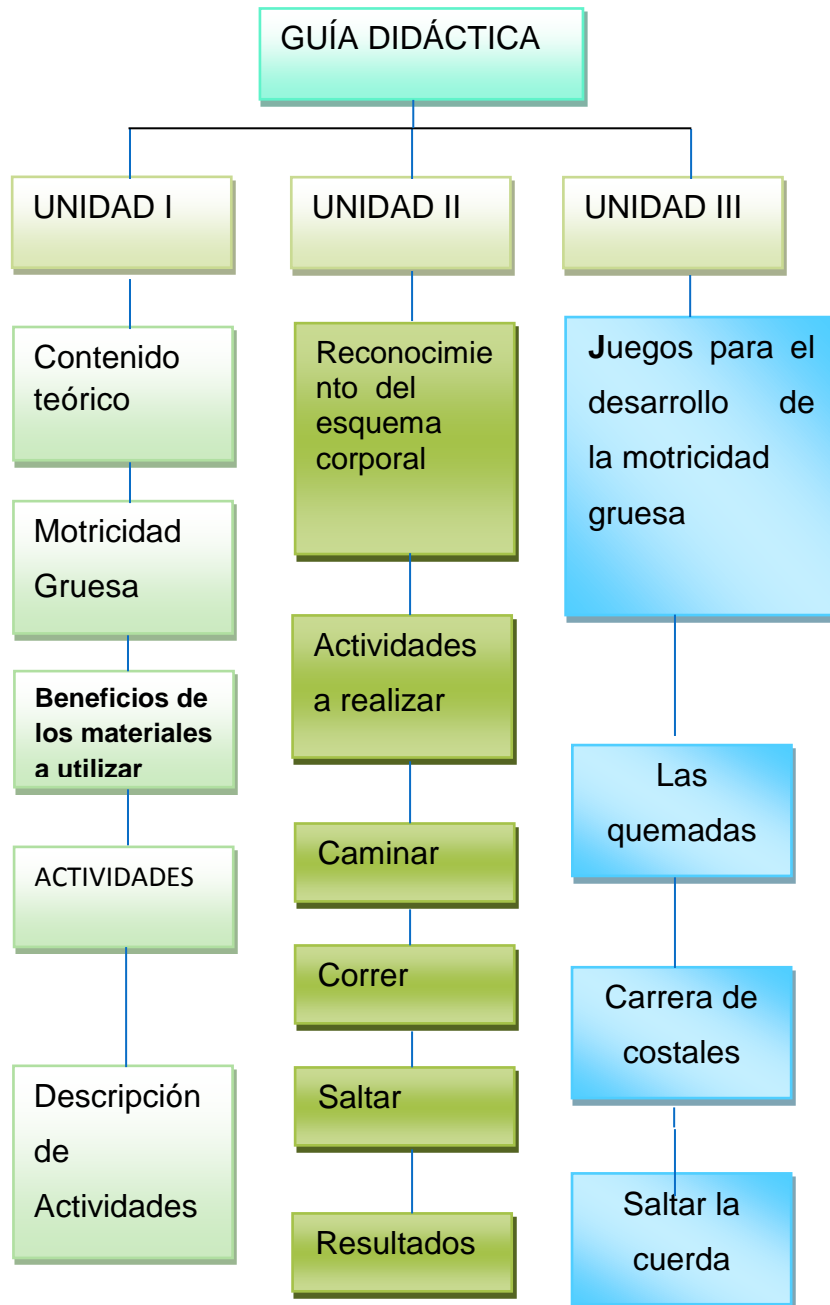 GUÍA DIDÁCTICA
UNIDAD I
Contenido
teórico
Motricidad
Gruesa
Beneficios de
los materiales
a utilizar
ACTIVIDADES
Descripción
de
Actividades
UNIDAD II
Reconocimie
nto del
esquema
corporal
Actividades
a realizar
Caminar
Correr
Saltar
Resultados
UNIDAD III
Juegos para el
desarrollo de
la motricidad
gruesa
Las
quemadas
Carrera de
costales
Saltar la
cuerda